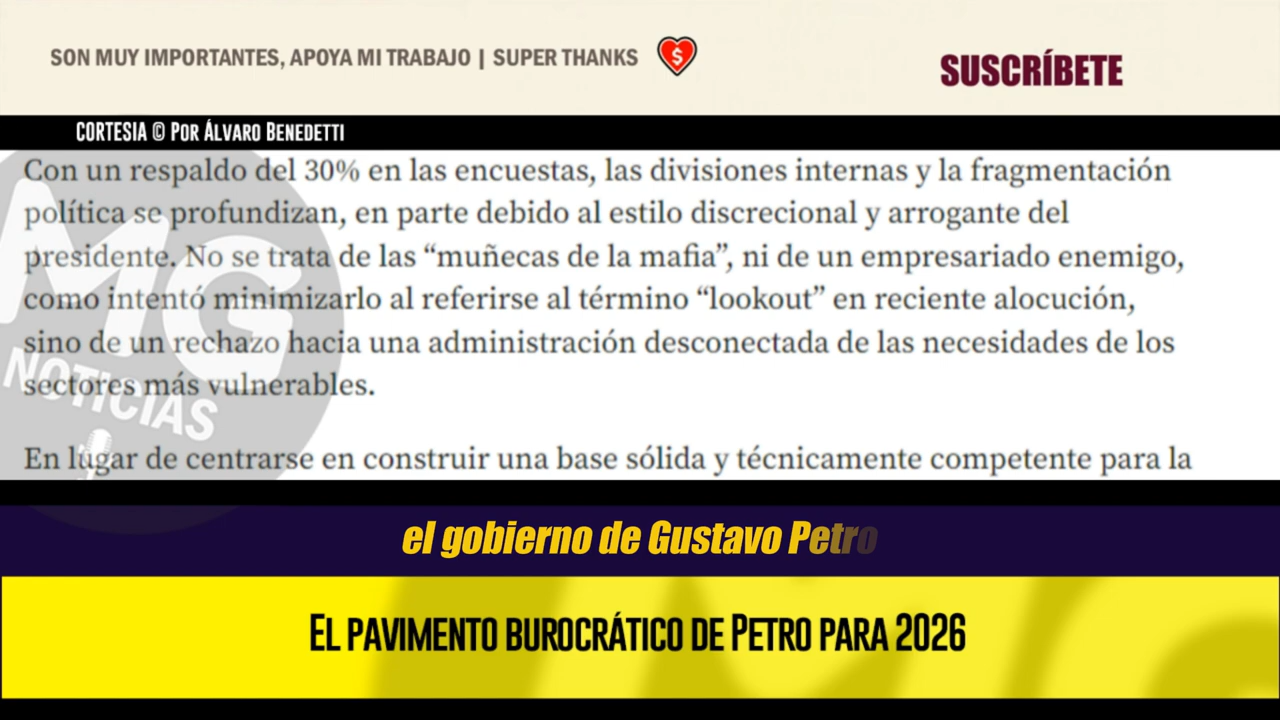 SON MUY IMPORTANTES, APOYA MI TRABAJO | SUPER THANKS
SUSCRÍBETE
CORTESIA © POR ÁLVARO BENEDETTI
Con un respaldo del 30% en las encuestas, las divisiones internas y la fragmentación
política se profundizan, en parte debido al estilo discrecional y arrogante del
presidente. No se trata de las “muñecas de la mafia”, ni de un empresariado enemigo,
como intentó minimizarlo al referirse al término “lookout” en reciente alocución,
sino de un rechazo hacia una administración desconectada de las necesidades de los
sectores más vulnerables.
En lugar de centrarse en construir una base sólida y técnicamente competente para la
MG
NOTICIAS
el gobierno de Gustavo Petro
EL PAVIMENTO BUROCRÁTICO DE PETRO PARA 2026